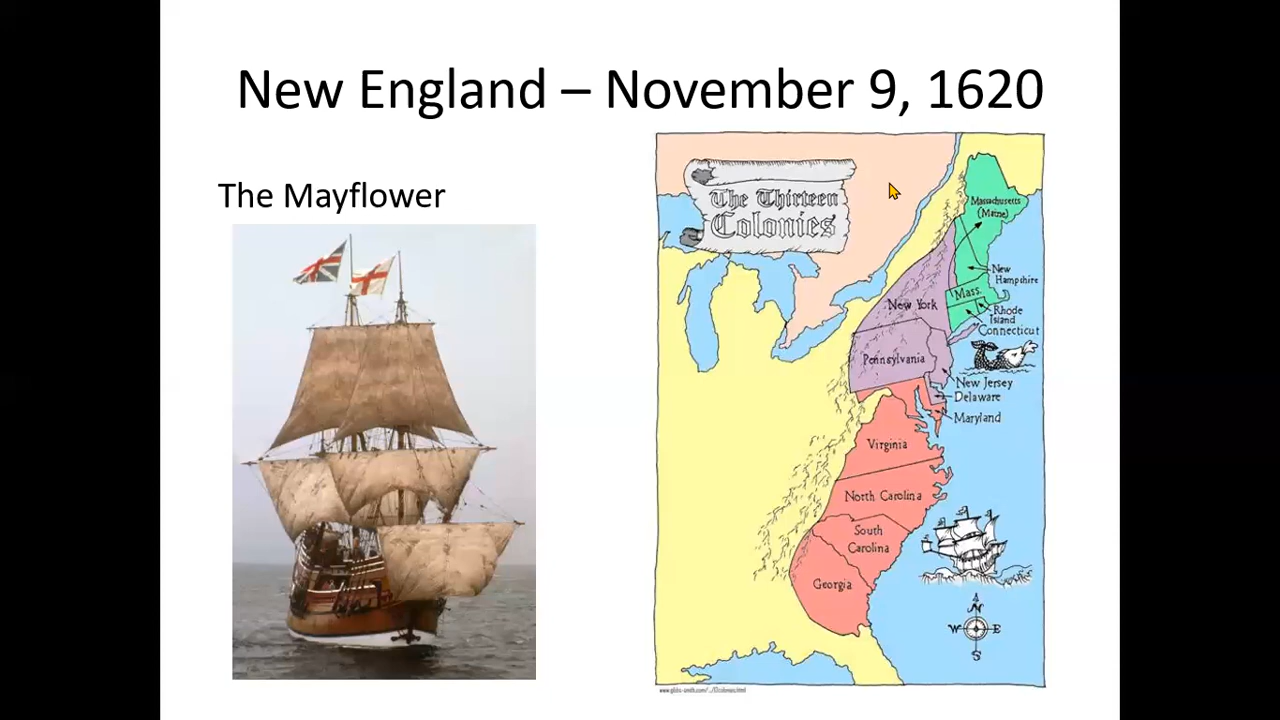 New England – November 9, 1620
The Mayflower
The Thirteen
Colonies
Massachusetts
(Maine)
New
Hampshire
Mass.
New York
Rhode
Island
Connecticut
Pennsylvania
New Jersey
Delaware
Maryland
Virginia
North Carolina
South
Carolina
Georgia
N
W E
S